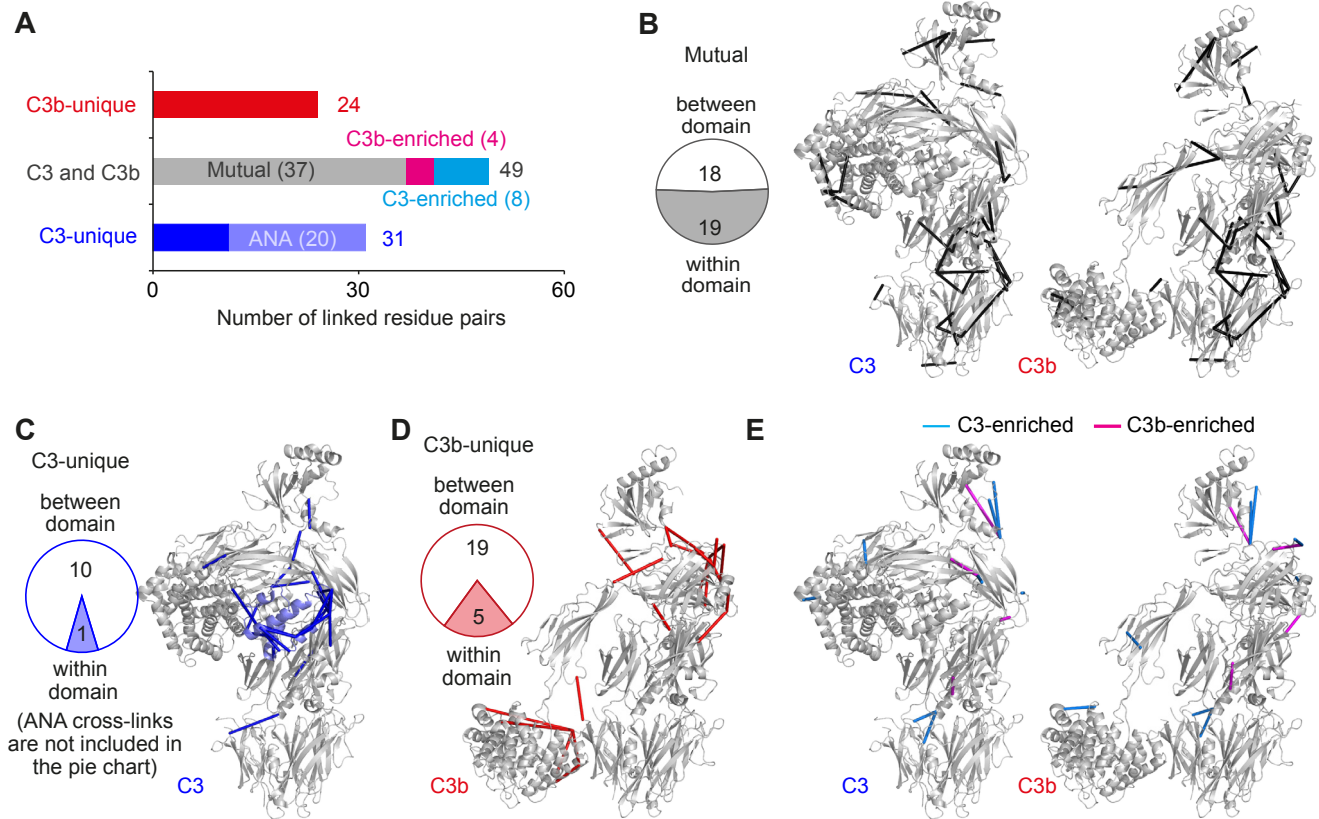 A
C3b-unique
24
C3b-enriched (4)
C3 and C3b
Mutual (37)
49
C3-enriched (8)
C3-unique
ANA (20)
31
0
30
60
Number of linked residue pairs
B
Mutual
between
domain
18
19
within
domain
C3
C3b
C
C3-unique
between
domain
10
1
within
domain
(ANA cross-links
are not included in
the pie chart)
C3
D
C3b-unique
between
domain
19
5
within
domain
C3b
E
C3-enriched
C3b-enriched
C3
C3b